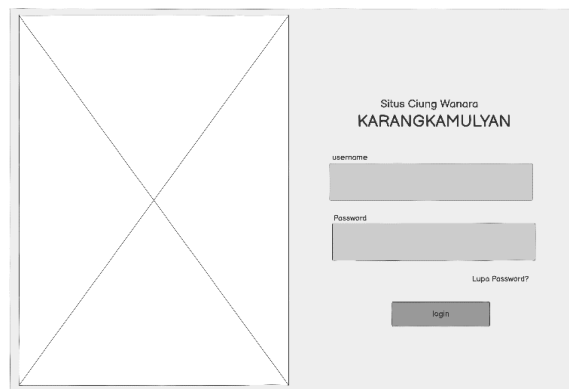 Situs Ciung Wanara
KARANGKAMULYAN
username
Password
Lupa Password?
login